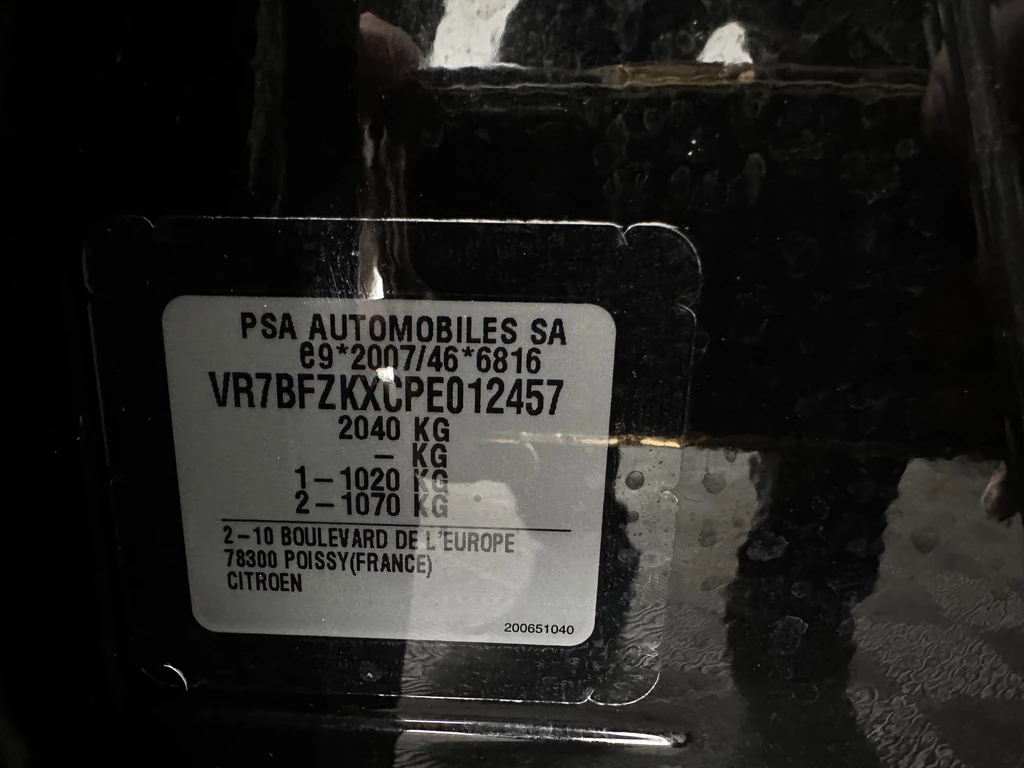 PSA AUTOMOBILES SA
e9*2007/46*6816
VR7BFZKXCPE012457
2040 KG
– KG
1–1020 KG
2–1070 KG
2–10 BOULEVARD DE L'EUROPE
78300 POISSY(FRANCE)
CITROEN
200651040